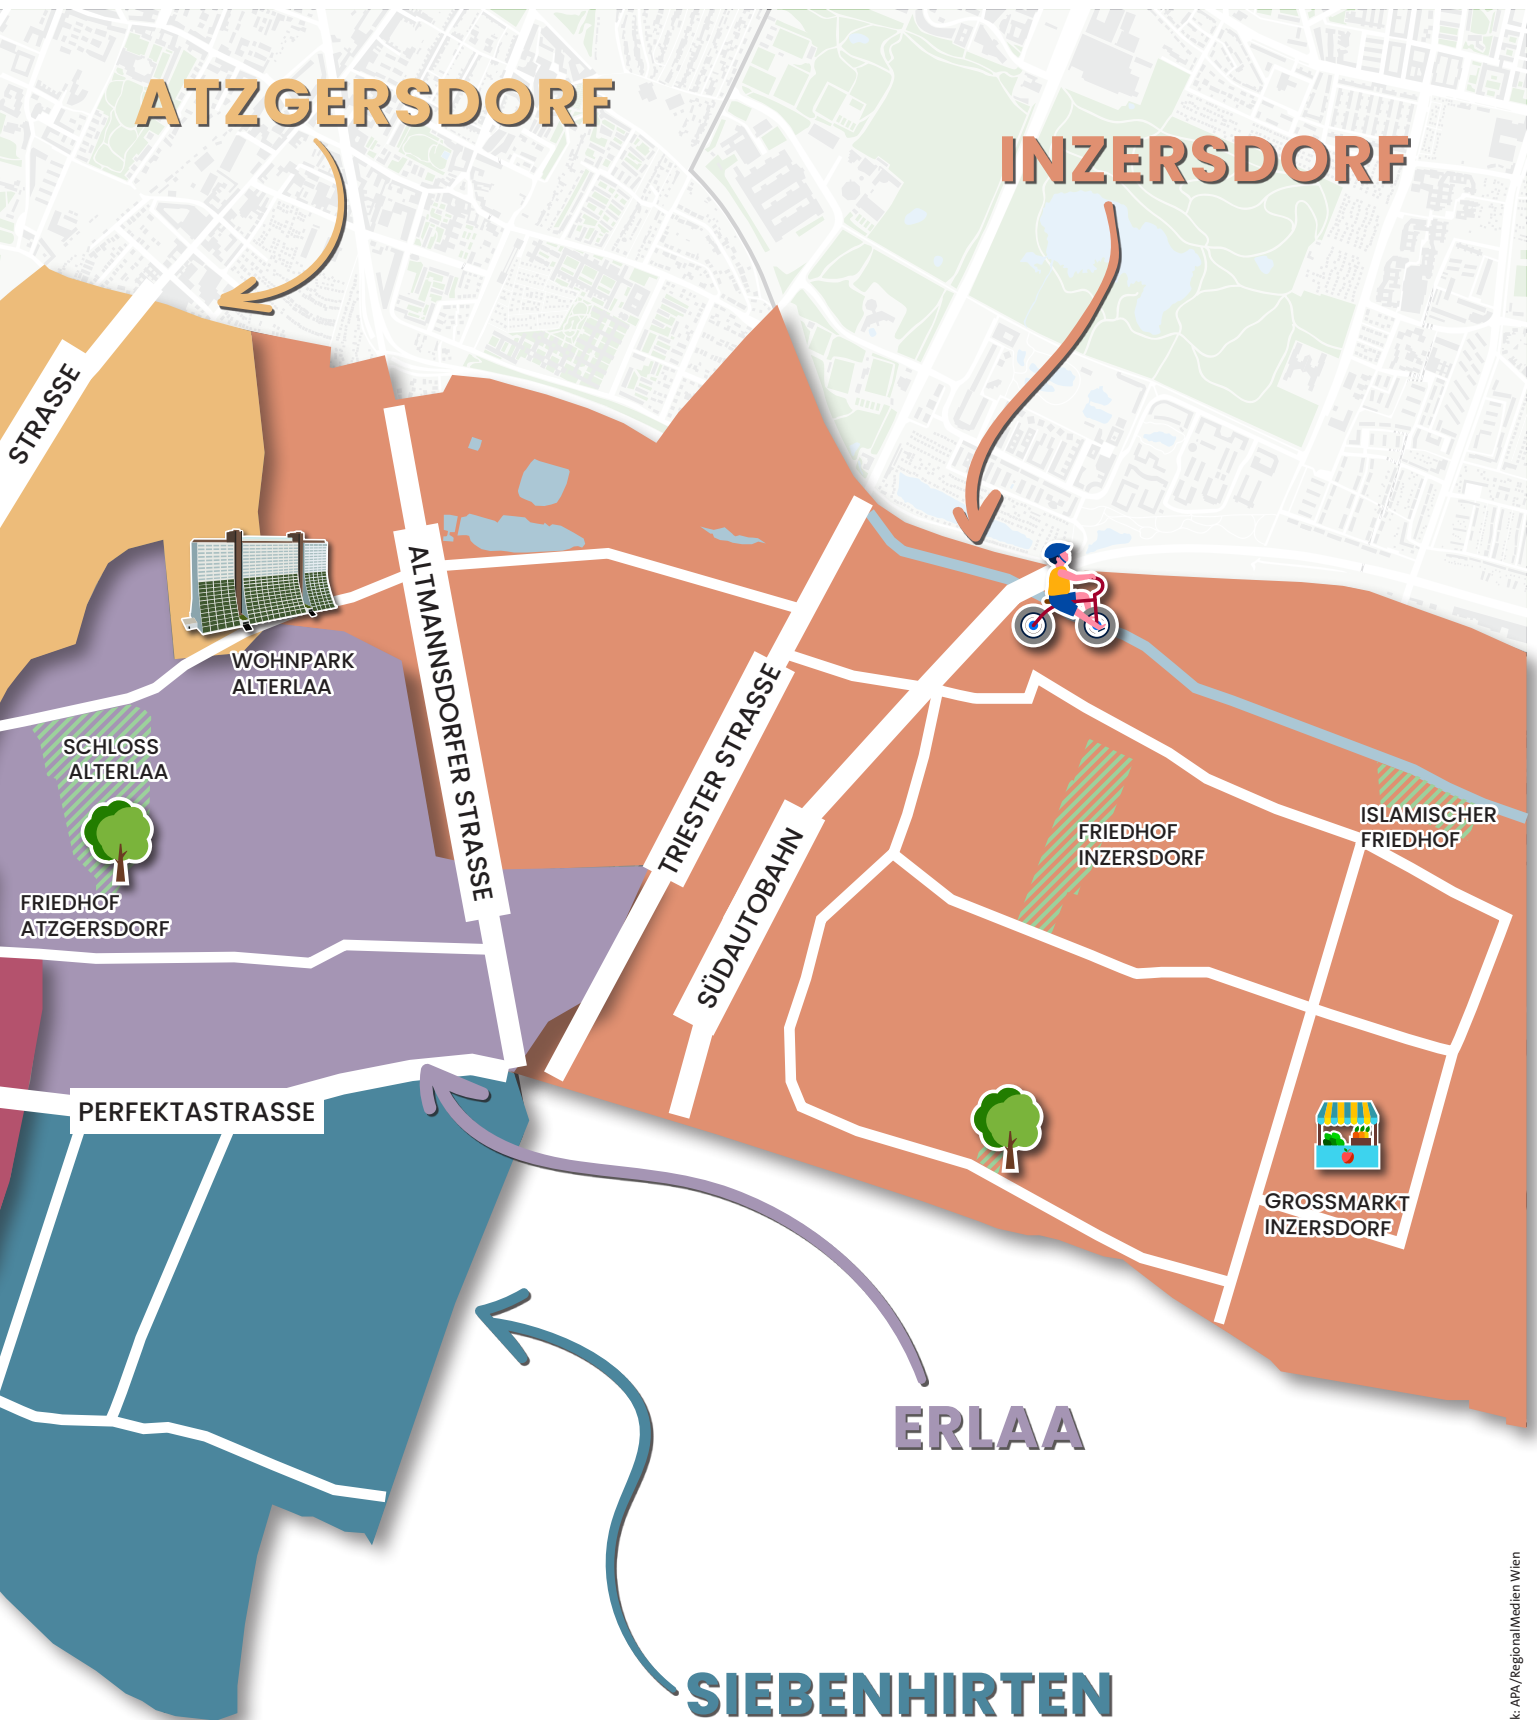 ATZGERSDORF
INZERSDORF
STRASSE
ALTMANNSDORFER STRASSE
WOHNPARK
ALTERLAA
TRIESTER STRASSE
SCHLOSS
ALTERLAA
SÜDAUTOBAHN
FRIEDHOF
INZERSDORF
ISLAMISCHER
FRIEDHOF
FRIEDHOF
ATZGERSDORF
PERFEKTASTRASSE
GROSSMARKT
INZERSDORF
ERLAA
SIEBENHIRTEN
k: APA/RegionalMedien Wien